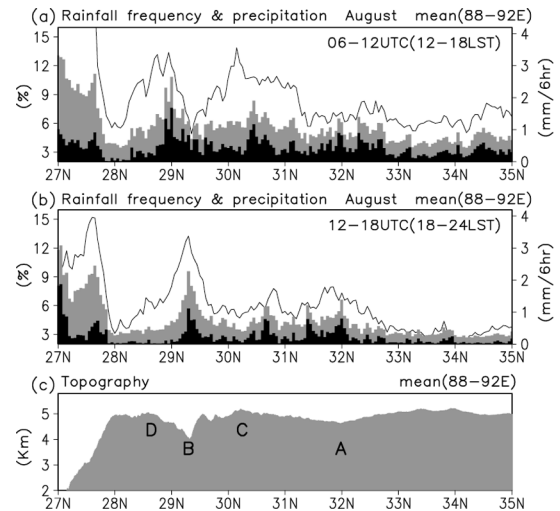 (a) Rainfall frequency & precipitation August mean(88-92E)
06-12UTC(12-18LST)
15
12
9
6
3
(%)
4
3
2
1
0
(mm/6hr)
27N 28N 29N 30N 31N 32N 33N 34N 35N
(b) Rainfall frequency & precipitation August mean(88-92E)
12-18UTC(18-24LST)
15
12
9
6
3
(%)
4
3
2
1
0
(mm/6hr)
27N 28N 29N 30N 31N 32N 33N 34N 35N
(c) Topography mean(88-92E)
5
4
3
2
(Km)
D B C A
27N 28N 29N 30N 31N 32N 33N 34N 35N